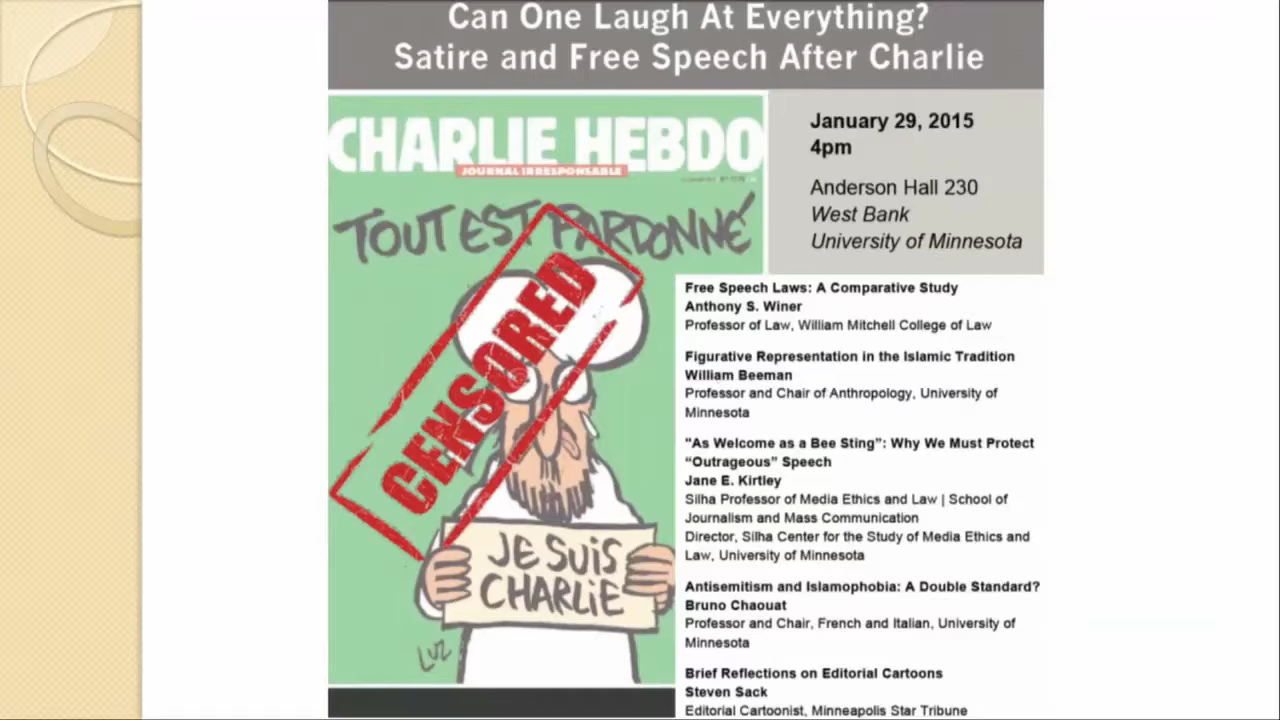 Can One Laugh At Everything?
Satire and Free Speech After Charlie
CHARLIE HEBDO
JOURNAL IRRESPONSABLE
TOUT EST PARDONNÉ
CENSORED
JE SUIS
CHARLIE
LUZ
January 29, 2015
4pm
Anderson Hall 230
West Bank
University of Minnesota
Free Speech Laws: A Comparative Study
Anthony S. Winer
Professor of Law, William Mitchell College of Law
Figurative Representation in the Islamic Tradition
William Beeman
Professor and Chair of Anthropology, University of
Minnesota
"As Welcome as a Bee Sting”: Why We Must Protect
“Outrageous” Speech
Jane E. Kirtley
Silha Professor of Media Ethics and Law | School of
Journalism and Mass Communication
Director, Silha Center for the Study of Media Ethics and
Law, University of Minnesota
Antisemitism and Islamophobia: A Double Standard?
Bruno Chaouat
Professor and Chair, French and Italian, University of
Minnesota
Brief Reflections on Editorial Cartoons
Steven Sack
Editorial Cartoonist, Minneapolis Star Tribune